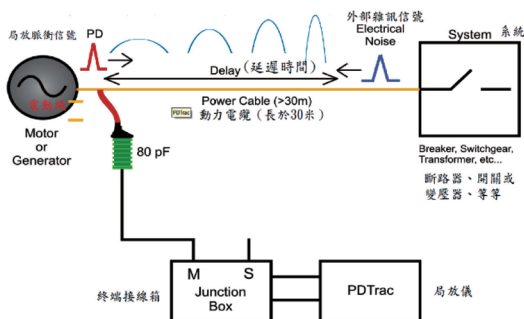 局放脈衝信號
PD
外部雜訊信號
Electrical
Noise
System 系統
Delay(延遲時間)
電動機
Motor
or
Generator
Power Cable (>30m)
PDTrac 動力電纜(長於30米)
80 pF
Breaker, Switchgear,
Transformer, etc...
斷路器、開關或
變壓器、等等
M S
終端接線箱
Junction
Box
PDTrac
局放儀